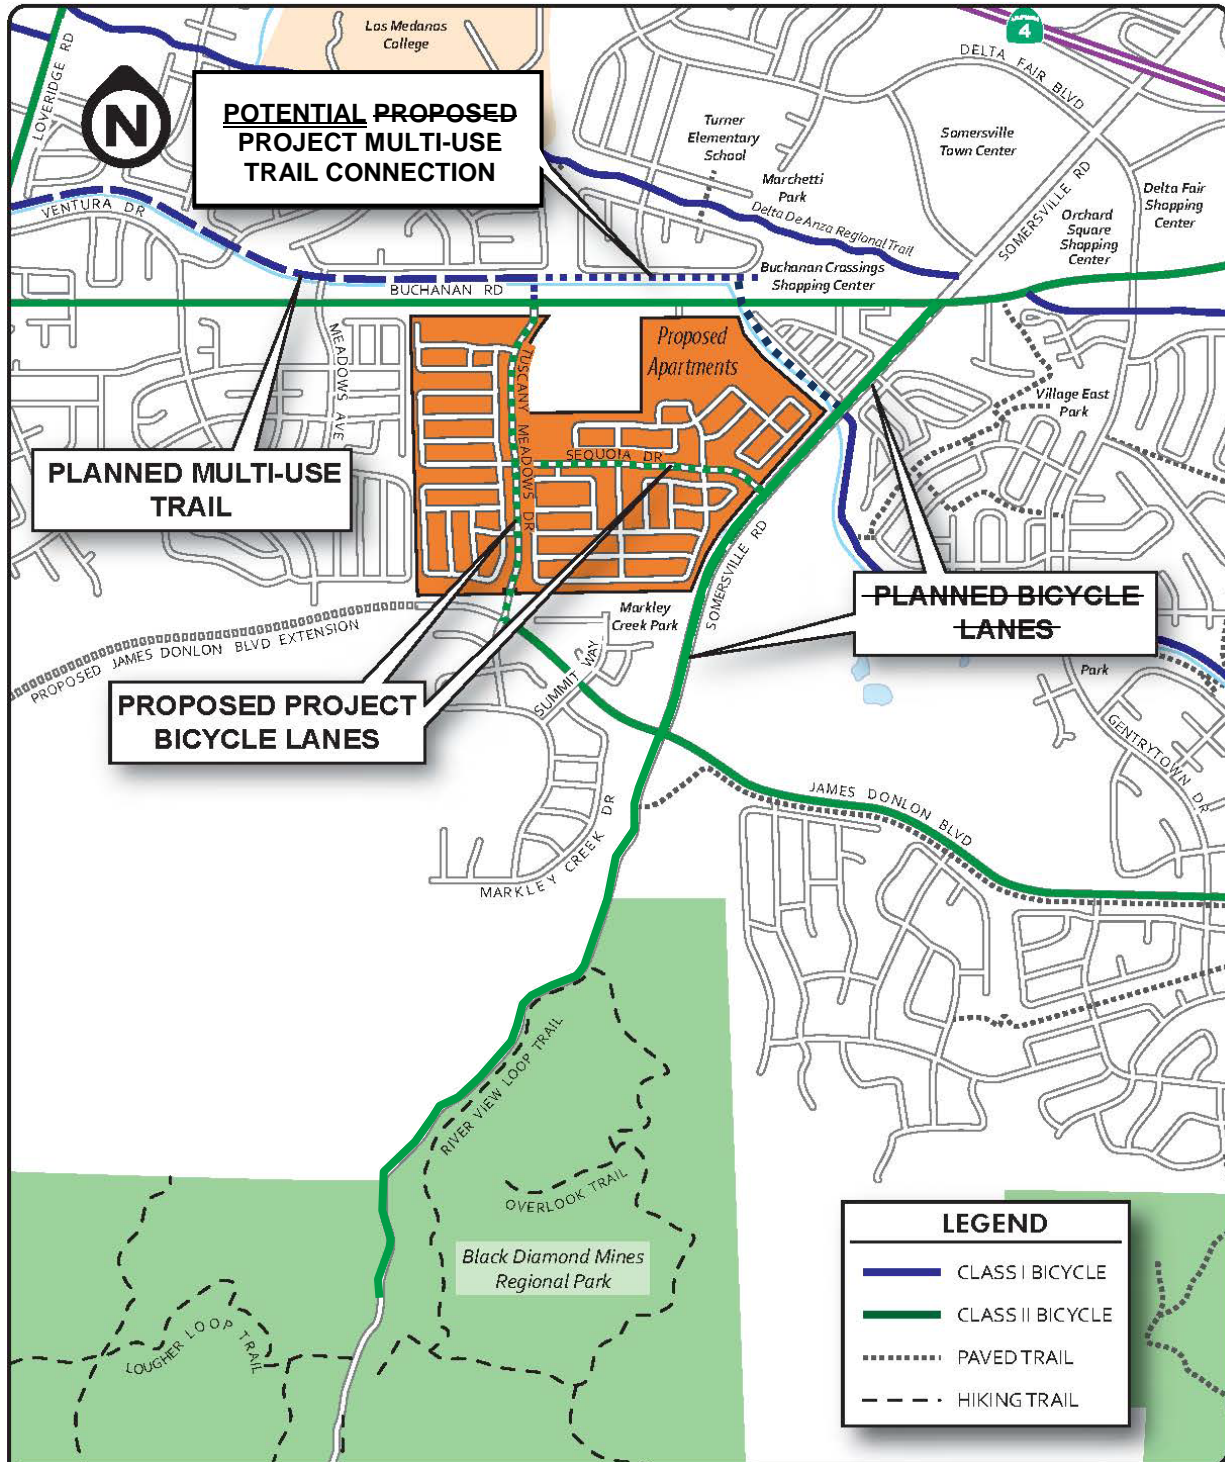 Los Medanos
College
CALIFORNIA
4
LOVERIDGE RD
N
POTENTIAL PROPOSED
PROJECT MULTI-USE
TRAIL CONNECTION
DELTA FAIR BLVD
Turner
Elementary
School
Somersville
Town Center
Marchetti
Park
SOMERSVILLE RD
Delta Fair
Shopping
Center
Orchard
Square
Shopping
Center
Delta De Anza Regional Trail
VENTURA DR
Buchanan Crossings
Shopping Center
BUCHANAN RD
MEADOWS AVE
TUSCANY MEADOWS DR
Proposed
Apartments
Village East
Park
SEQUOIA DR
PLANNED MULTI-USE
TRAIL
SOMERSVILLE RD
PLANNED BICYCLE
LANES
Markley
Creek Park
PROPOSED JAMES DONLON BLVD EXTENSION
SUMMIT WAY
Park
PROPOSED PROJECT
BICYCLE LANES
GENTRYTOWN DR
JAMES DONLON BLVD
MARKLEY CREEK DR
RIVER VIEW LOOP TRAIL
OVERLOOK TRAIL
Black Diamond Mines
Regional Park
LOUGHER LOOP TRAIL
LEGEND
CLASS I BICYCLE
CLASS II BICYCLE
PAVED TRAIL
HIKING TRAIL